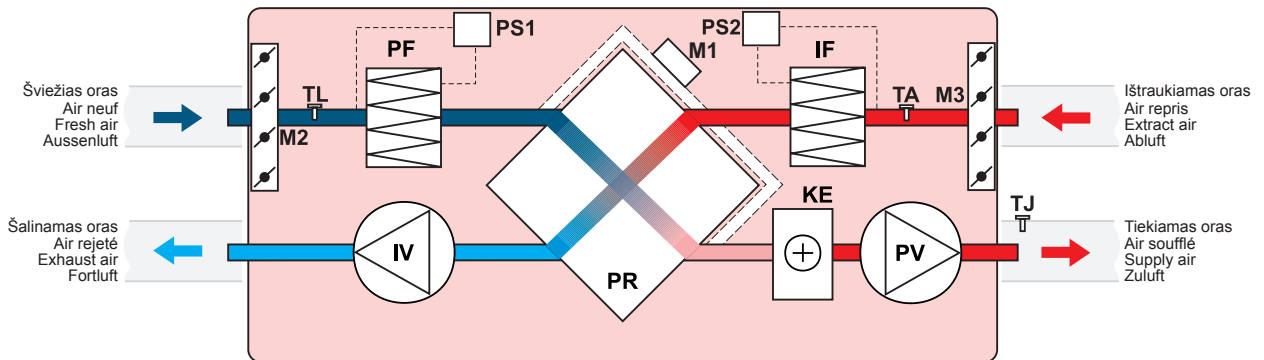 PS1
PS2
PF
M1
IF
Šviežias oras
Air neuf
Fresh air
Aussenluft
TL
M2
TA
M3
Ištraukiamas oras
Air repris
Extract air
Abluft
KE
TJ
Šalinamas oras
Air rejeté
Exhaust air
Fortluft
IV
PR
PV
Tiekiamas oras
Air soufflé
Supply air
Zuluft